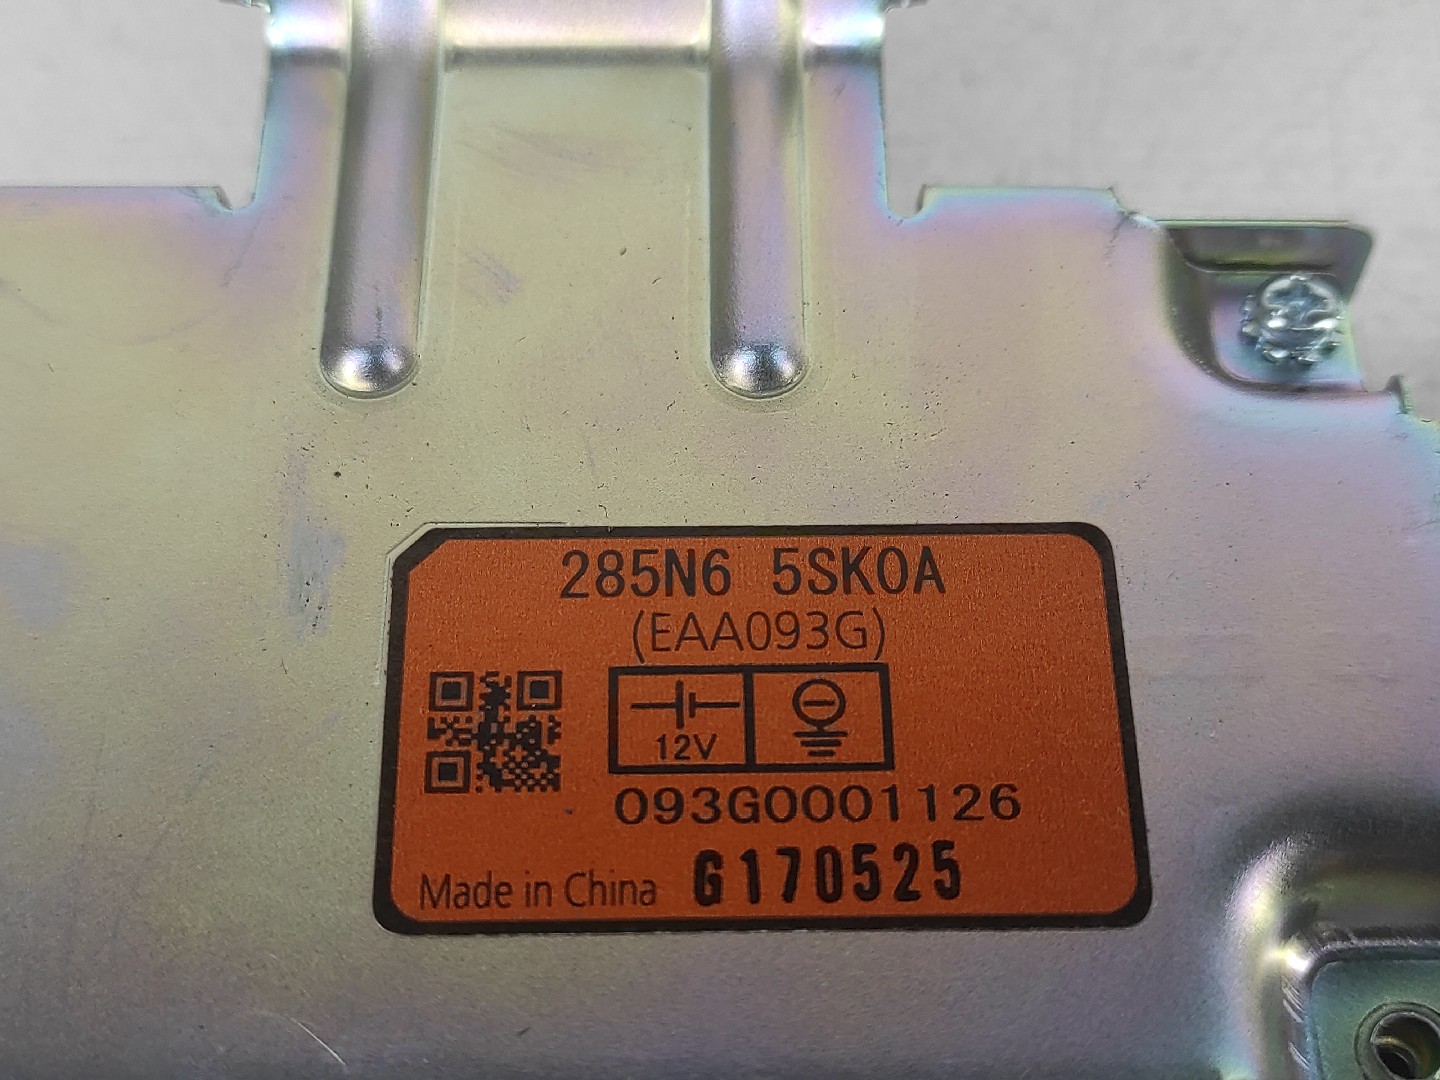 285N6 5SK0A
(EAA093G)
12V
093G0001126
Made in China G170525